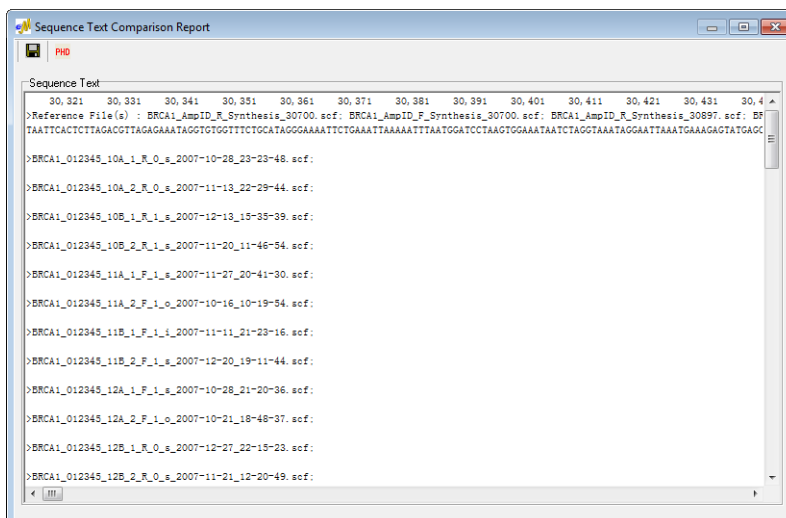 Sequence Text Comparison Report
PHD
Sequence Text
30,321 30,331 30,341 30,351 30,361 30,371 30,381 30,391 30,401 30,411 30,421 30,431 30,4
>Reference File(s) : BRCA1_AmpID_R_Synthesis_30700.scf; BRCA1_AmpID_F_Synthesis_30700.scf; BRCA1_AmpID_R_Synthesis_30897.scf; BR
TAATTCACTCTTAGACGTTAGAGAAATAGGTGTGGTTTCTGCATAGGGAAAATTCTGAAATTAAAAATTTAATGGATCCTAAGTGGAAATAATCTAGGTAAATAGGAATTAAATGAAAGAGTATGAGC
>BRCA1_012345_10A_1_R_0_s_2007-10-28_23-23-48.scf;
>BRCA1_012345_10A_2_R_0_s_2007-11-13_22-29-44.scf;
>BRCA1_012345_10B_1_R_1_s_2007-12-13_15-35-39.scf;
>BRCA1_012345_10B_2_R_1_s_2007-11-20_11-46-54.scf;
>BRCA1_012345_11A_1_F_1_s_2007-11-27_20-41-30.scf;
>BRCA1_012345_11A_2_F_1_o_2007-10-16_10-19-54.scf;
>BRCA1_012345_11B_1_F_1_i_2007-11-11_21-23-16.scf;
>BRCA1_012345_11B_2_F_1_s_2007-12-20_19-11-44.scf;
>BRCA1_012345_12A_1_F_1_s_2007-10-28_21-20-36.scf;
>BRCA1_012345_12A_2_F_1_o_2007-10-21_18-48-37.scf;
>BRCA1_012345_12B_1_R_0_s_2007-12-27_22-15-23.scf;
>BRCA1_012345_12B_2_R_0_s_2007-11-21_12-20-49.scf;